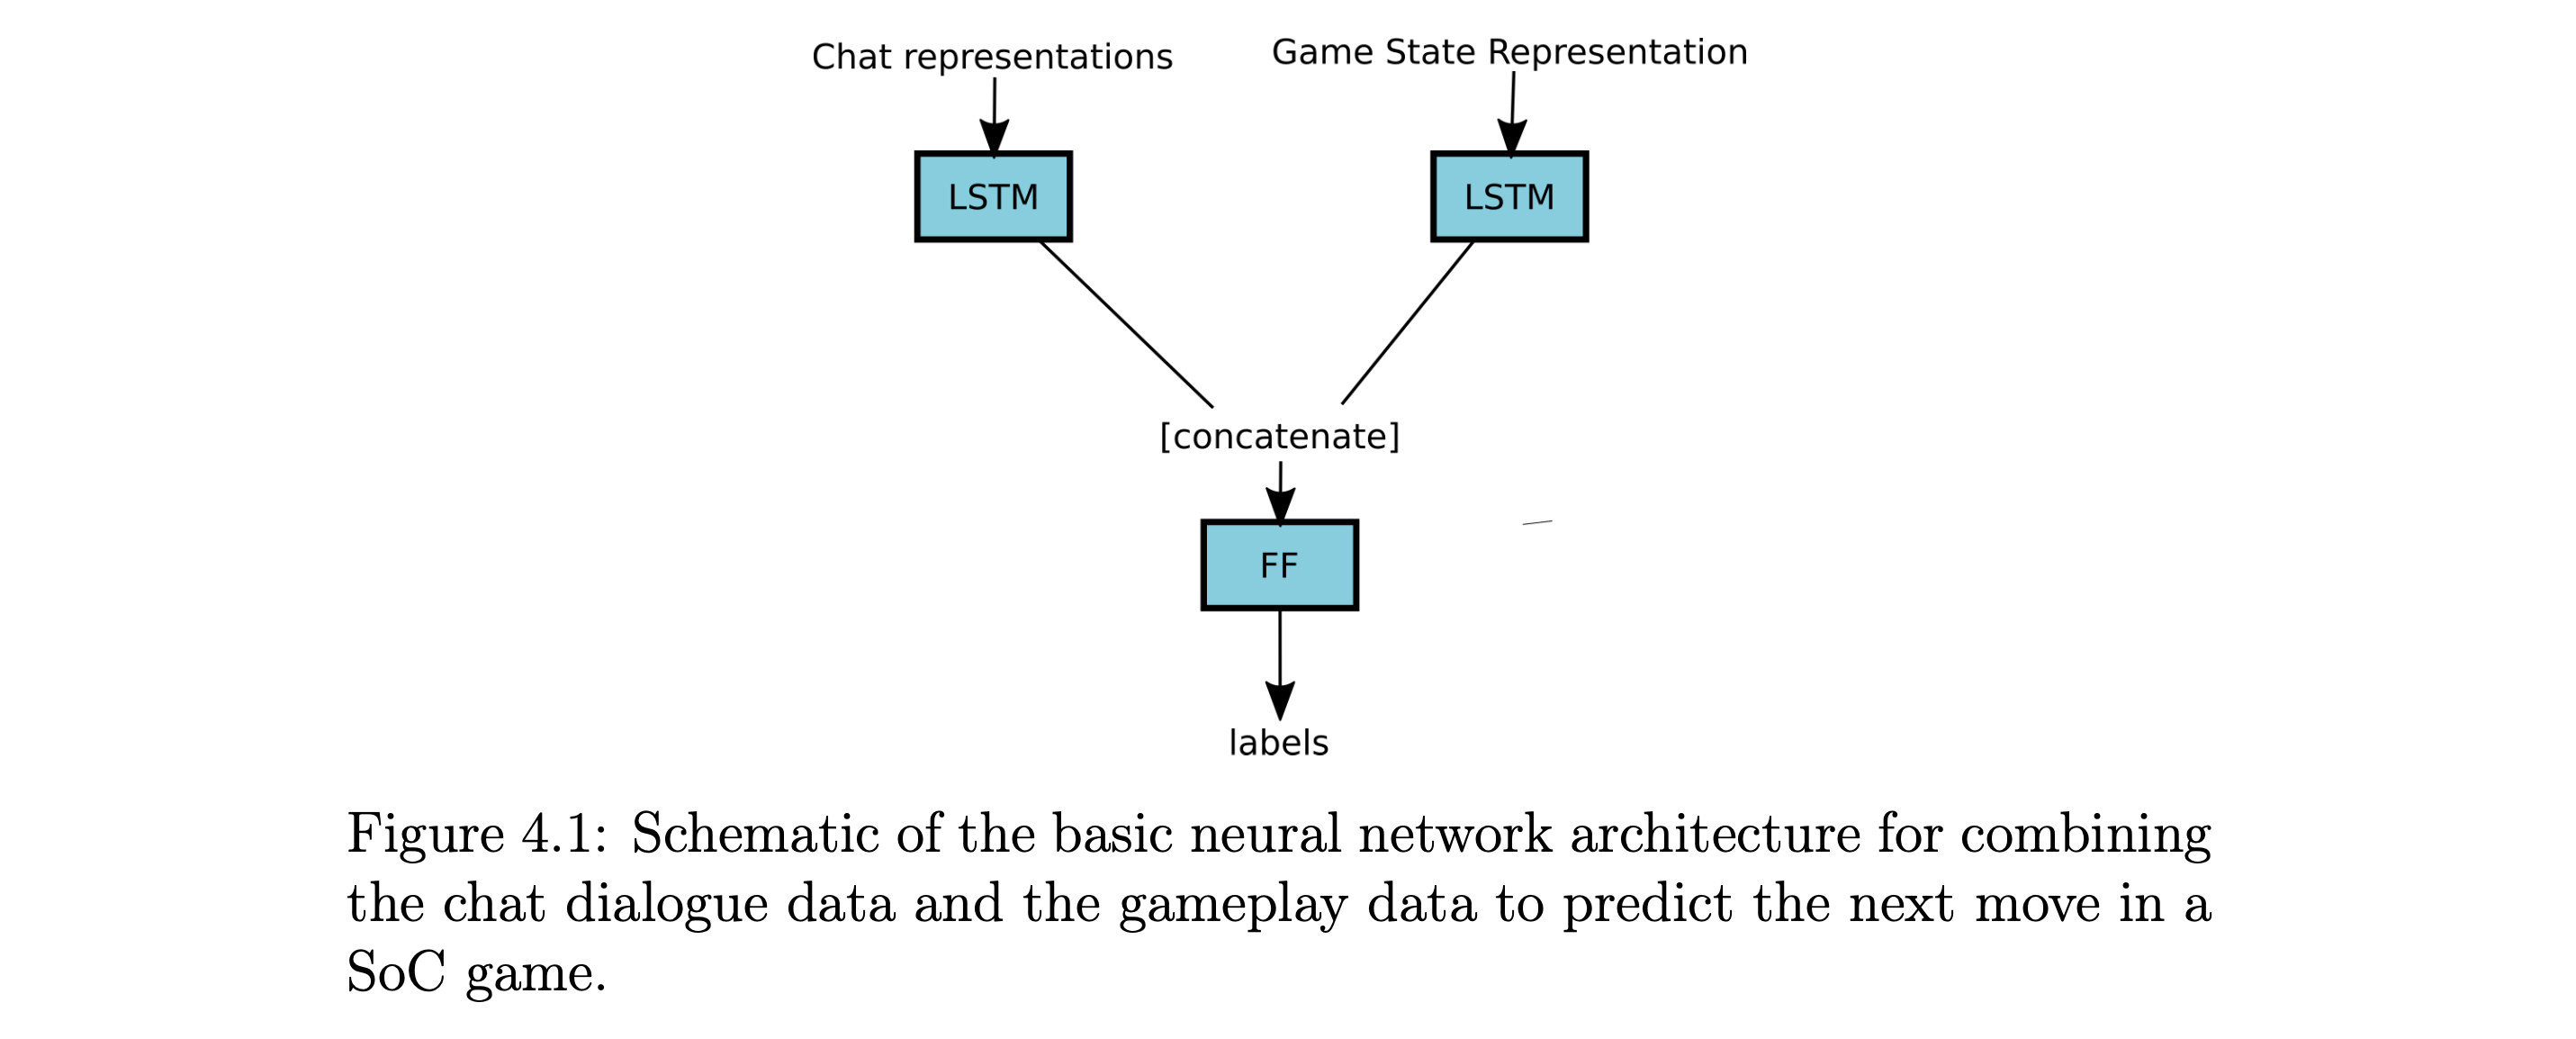 Chat representations
Game State Representation
LSTM
LSTM
[concatenate]
FF
labels
Figure 4.1: Schematic of the basic neural network architecture for combining
the chat dialogue data and the gameplay data to predict the next move in a
SoC game.